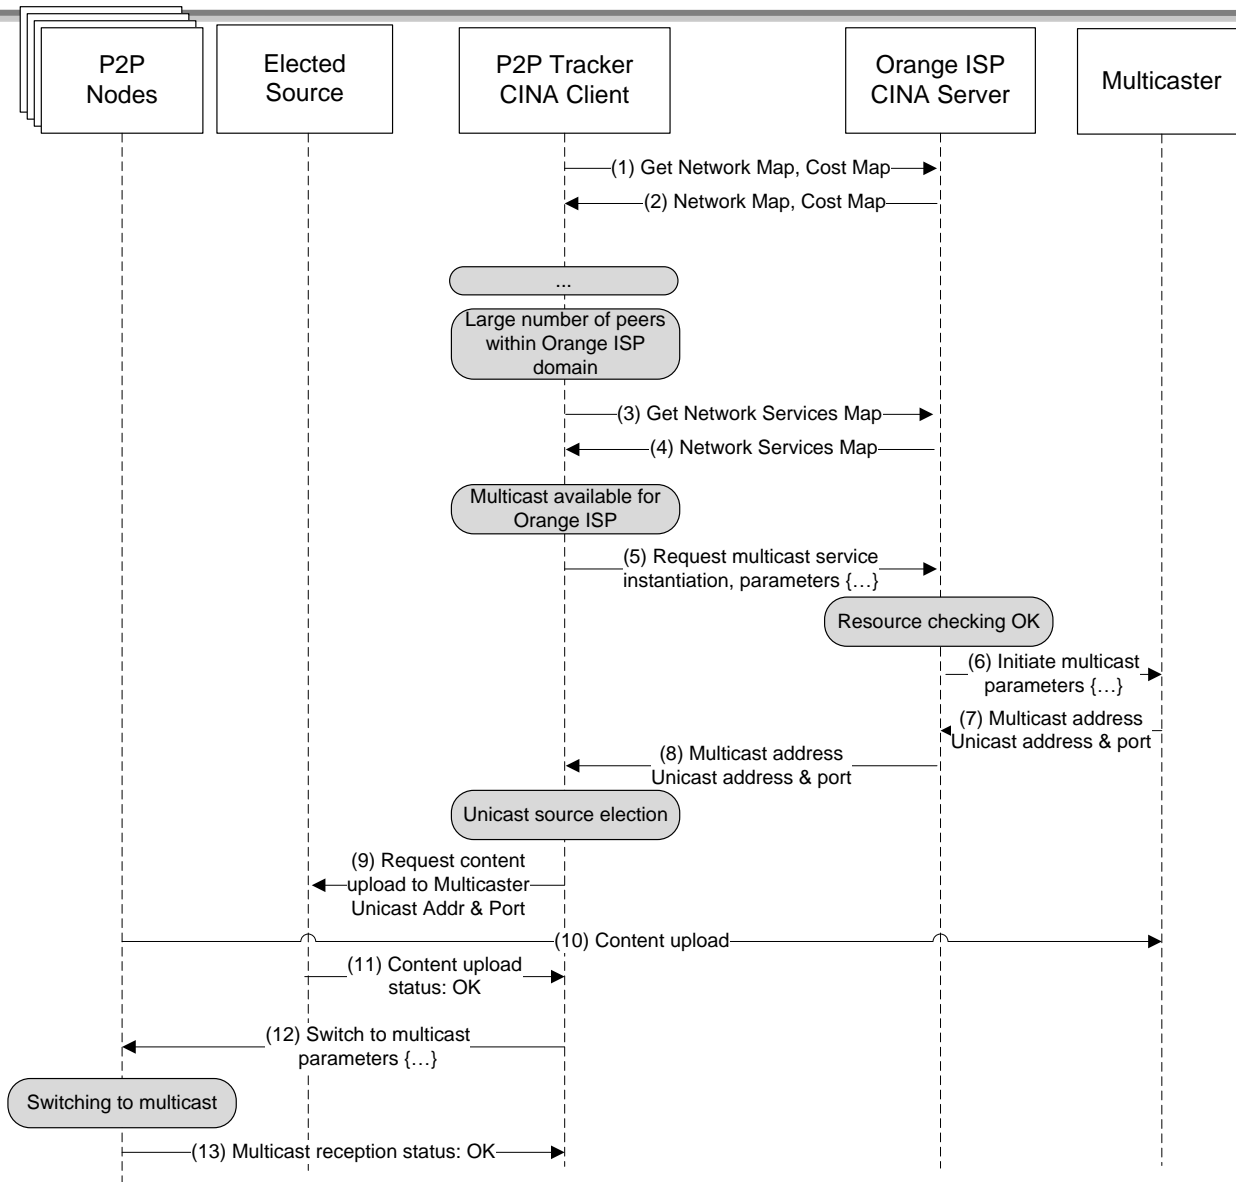 P2P
Nodes
Elected
Source
P2P Tracker
CINA Client
Orange ISP
CINA Server
Multicaster
(1) Get Network Map, Cost Map
(2) Network Map, Cost Map
...
Large number of peers
within Orange ISP
domain
(3) Get Network Services Map
(4) Network Services Map
Multicast available for
Orange ISP
(5) Request multicast service
instantiation, parameters {…}
Resource checking OK
(6) Initiate multicast
parameters {…}
(7) Multicast address
Unicast address & port
(8) Multicast address
Unicast address & port
Unicast source election
(9) Request content
upload to Multicaster
Unicast Addr & Port
(10) Content upload
(11) Content upload
status: OK
(12) Switch to multicast
parameters {…}
Switching to multicast
(13) Multicast reception status: OK